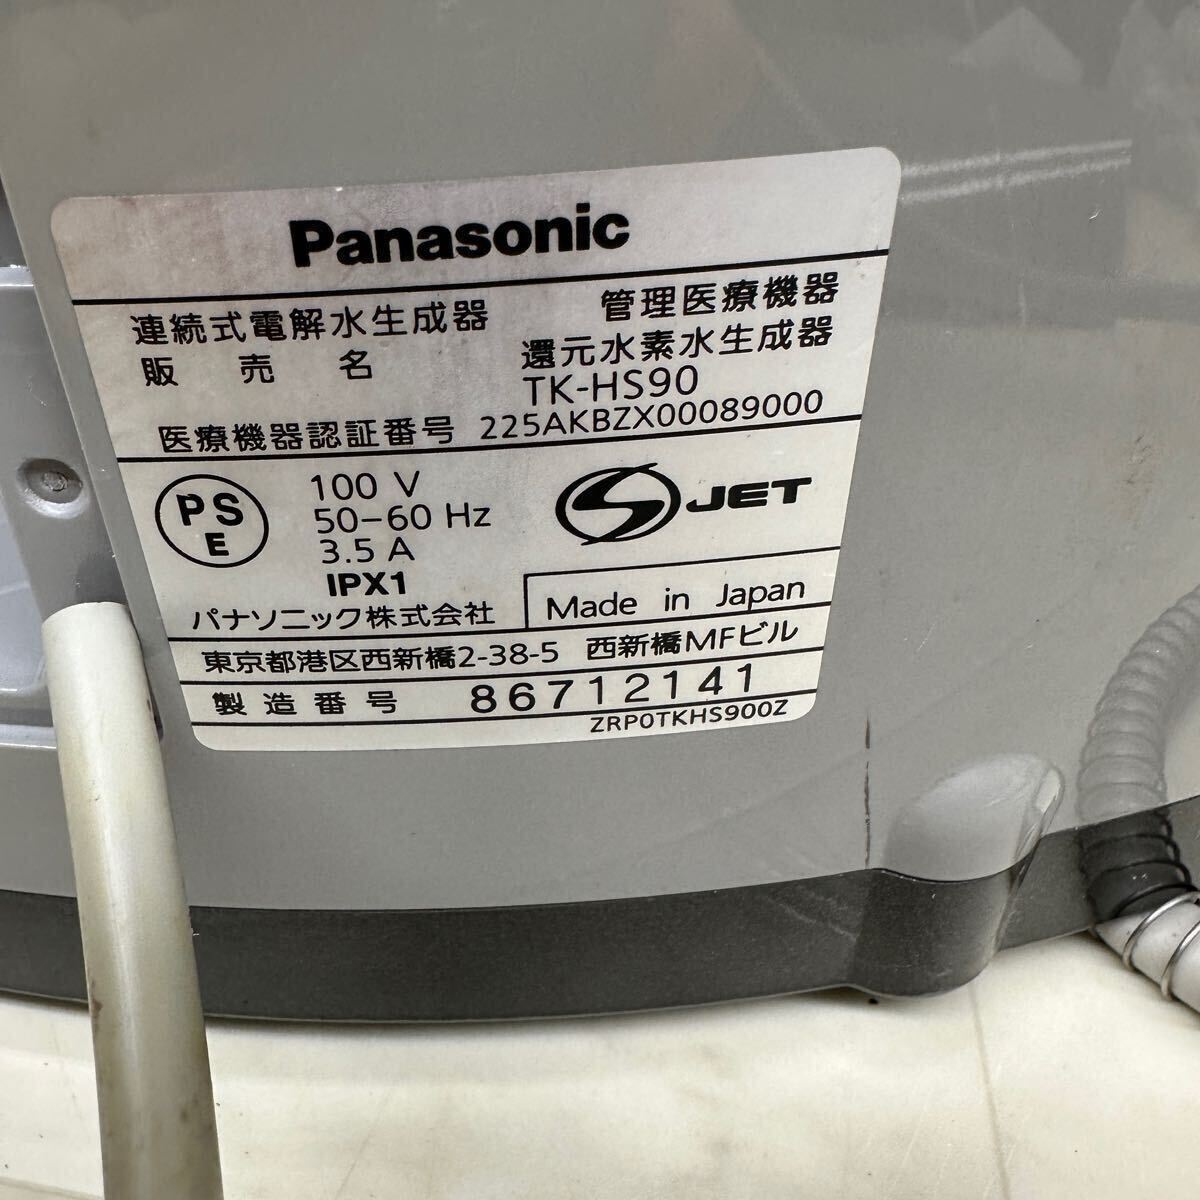 Panasonic
連続式電解水生成器 管理医療機器
販売名 還元水素水生成器
TK-HS90
医療機器認証番号 225AKBZX00089000
PSE
100 V
50-60 Hz
3.5 A
IPX1
S JET
パナソニック株式会社 Made in Japan
東京都港区西新橋2-38-5 西新橋MFビル
製造番号 86712141
ZRP0TKHS900Z